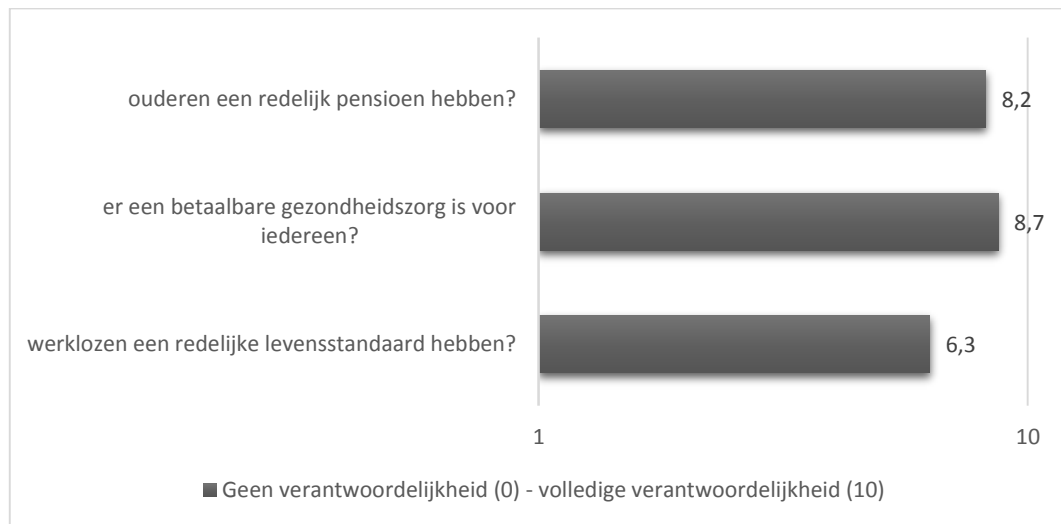 ouderen een redelijk pensioen hebben?
8,2
er een betaalbare gezondheidszorg is voor
iedereen?
8,7
werklozen een redelijke levensstandaard hebben?
6,3
1
10
Geen verantwoordelijkheid (0) - volledige verantwoordelijkheid (10)